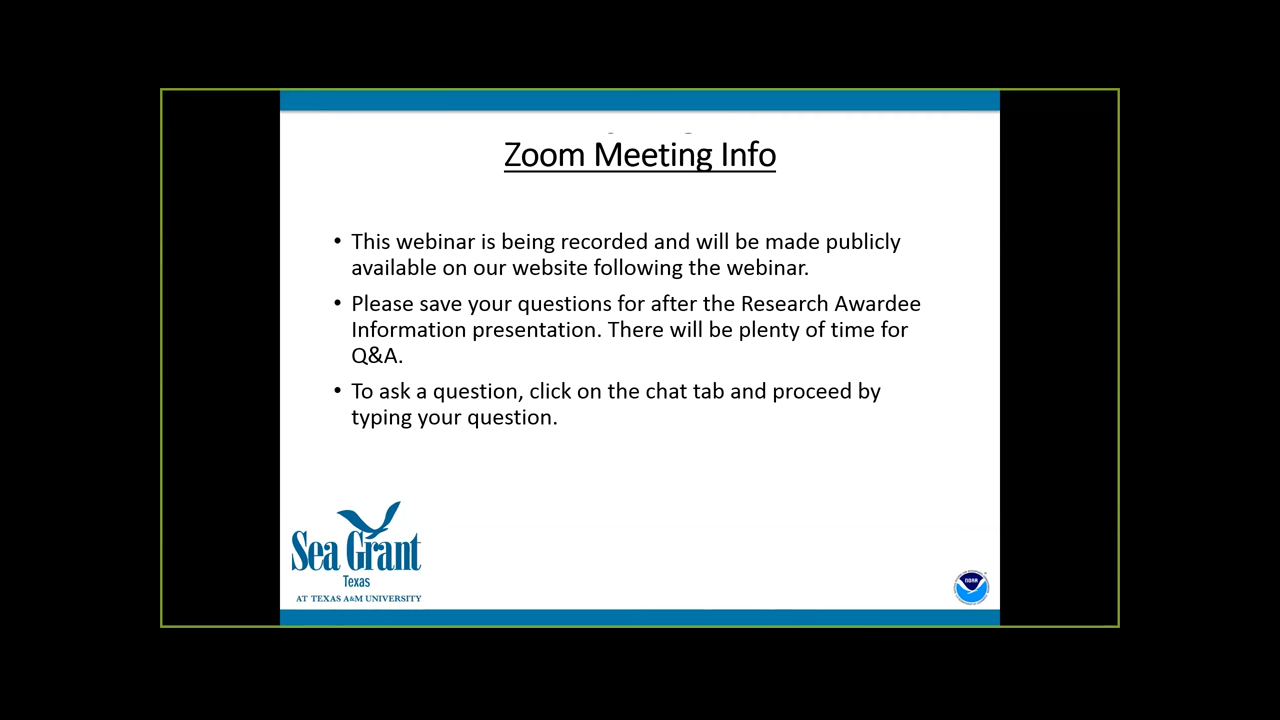 Zoom Meeting Info
• This webinar is being recorded and will be made publicly
available on our website following the webinar.
• Please save your questions for after the Research Awardee
Information presentation. There will be plenty of time for
Q&A.
• To ask a question, click on the chat tab and proceed by
typing your question.
Sea Grant
Texas
AT TEXAS A&M UNIVERSITY
NOAA